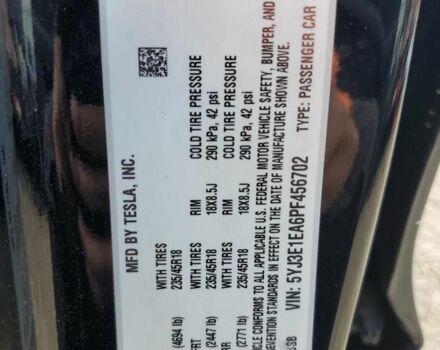 MFD BY TESLA, INC.
(4694 lb) WITH TIRES RIM COLD TIRE PRESSURE
235/45R18 18X8.5J 290 kPa, 42 psi
(2447 lb) WITH TIRES RIM COLD TIRE PRESSURE
235/45R18 18X8.5J 290 kPa, 42 psi
(2771 lb) WITH TIRES RIM COLD TIRE PRESSURE
235/45R18 18X8.5J 290 kPa, 42 psi
CONFORMS TO ALL APPLICABLE U.S. FEDERAL MOTOR VEHICLE SAFETY, BUMPER, AND
STANDARDS IN EFFECT ON THE DATE OF MANUFACTURE SHOWN ABOVE.
VIN: 5YJ3E1EA6PF456702 TYPE: PASSENGER CAR